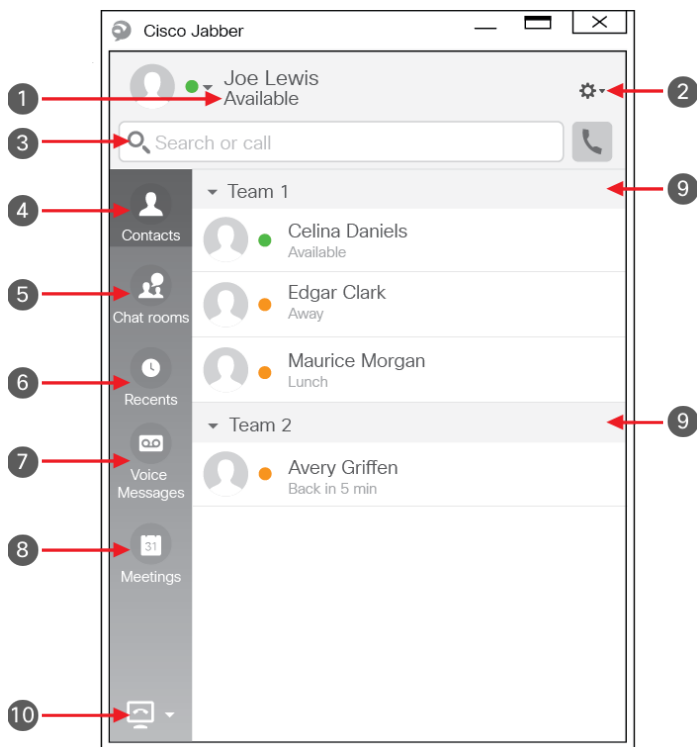 Cisco Jabber
Joe Lewis
1 Available 2
3 Search or call
Team 1 9
4 Contacts
Celina Daniels
Available
5 Chat rooms
Edgar Clark
Away
6 Recents
Maurice Morgan
Lunch
Team 2 9
7 Voice
Messages
Avery Griffen
Back in 5 min
8 31
Meetings
10